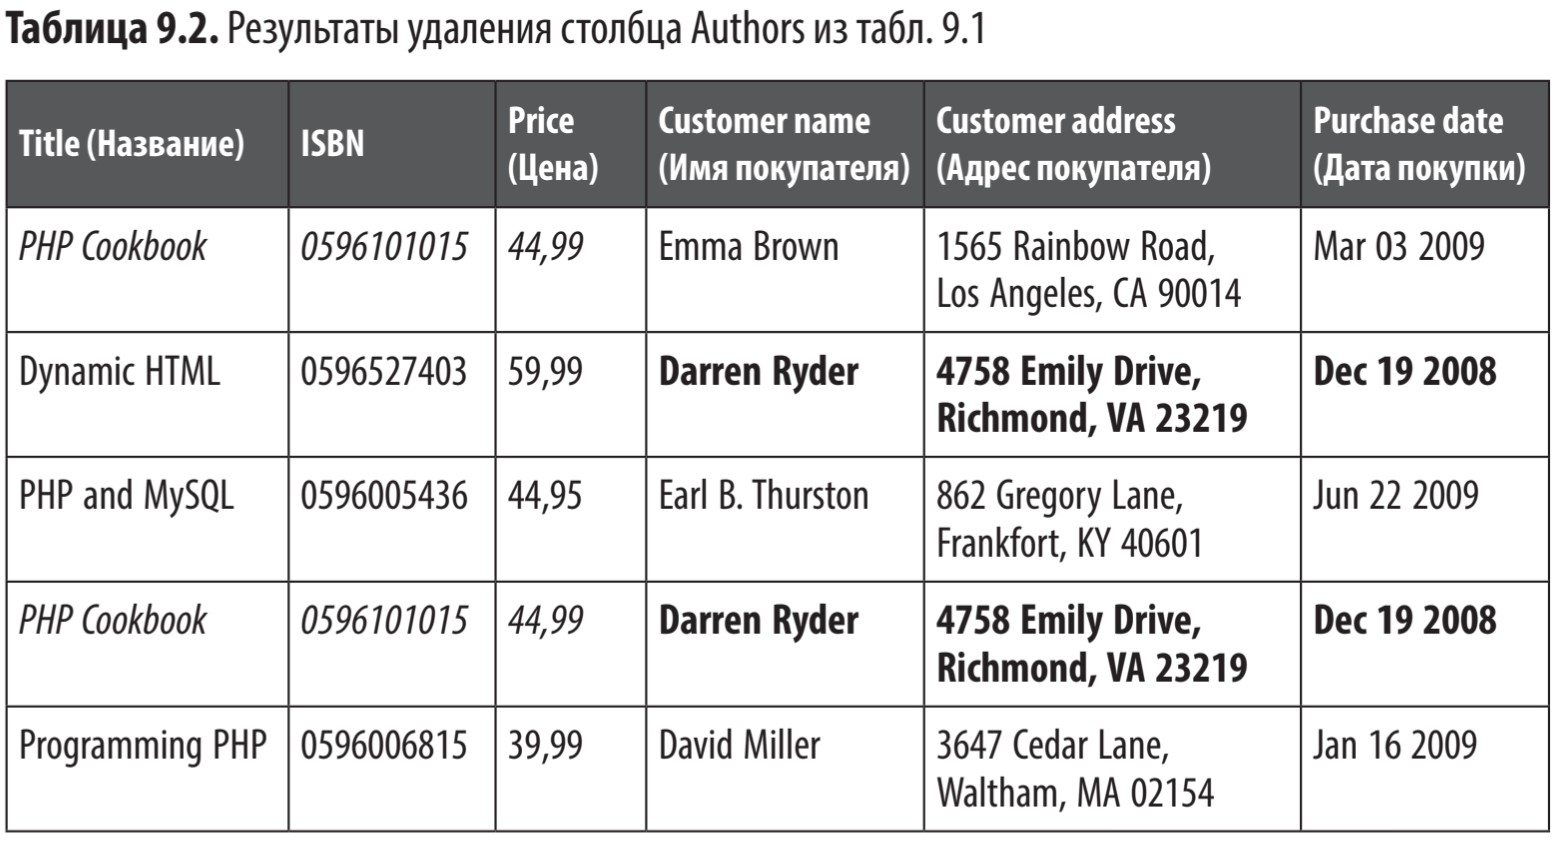 Таблица 9.2. Результаты удаления столбца Authors из табл. 9.1
Title (Название) ISBN Price (Цена) Customer name (Имя покупателя) Customer address (Адрес покупателя) Purchase date (Дата покупки)
PHP Cookbook 0596101015 44,99 Emma Brown 1565 Rainbow Road, Mar 03 2009
Los Angeles, CA 90014
Dynamic HTML 0596527403 59,99 Darren Ryder 4758 Emily Drive, Dec 19 2008
Richmond, VA 23219
PHP and MySQL 0596005436 44,95 Earl B. Thurston 862 Gregory Lane, Jun 22 2009
Frankfort, KY 40601
PHP Cookbook 0596101015 44,99 Darren Ryder 4758 Emily Drive, Dec 19 2008
Richmond, VA 23219
Programming PHP 0596006815 39,99 David Miller 3647 Cedar Lane, Jan 16 2009
Waltham, MA 02154